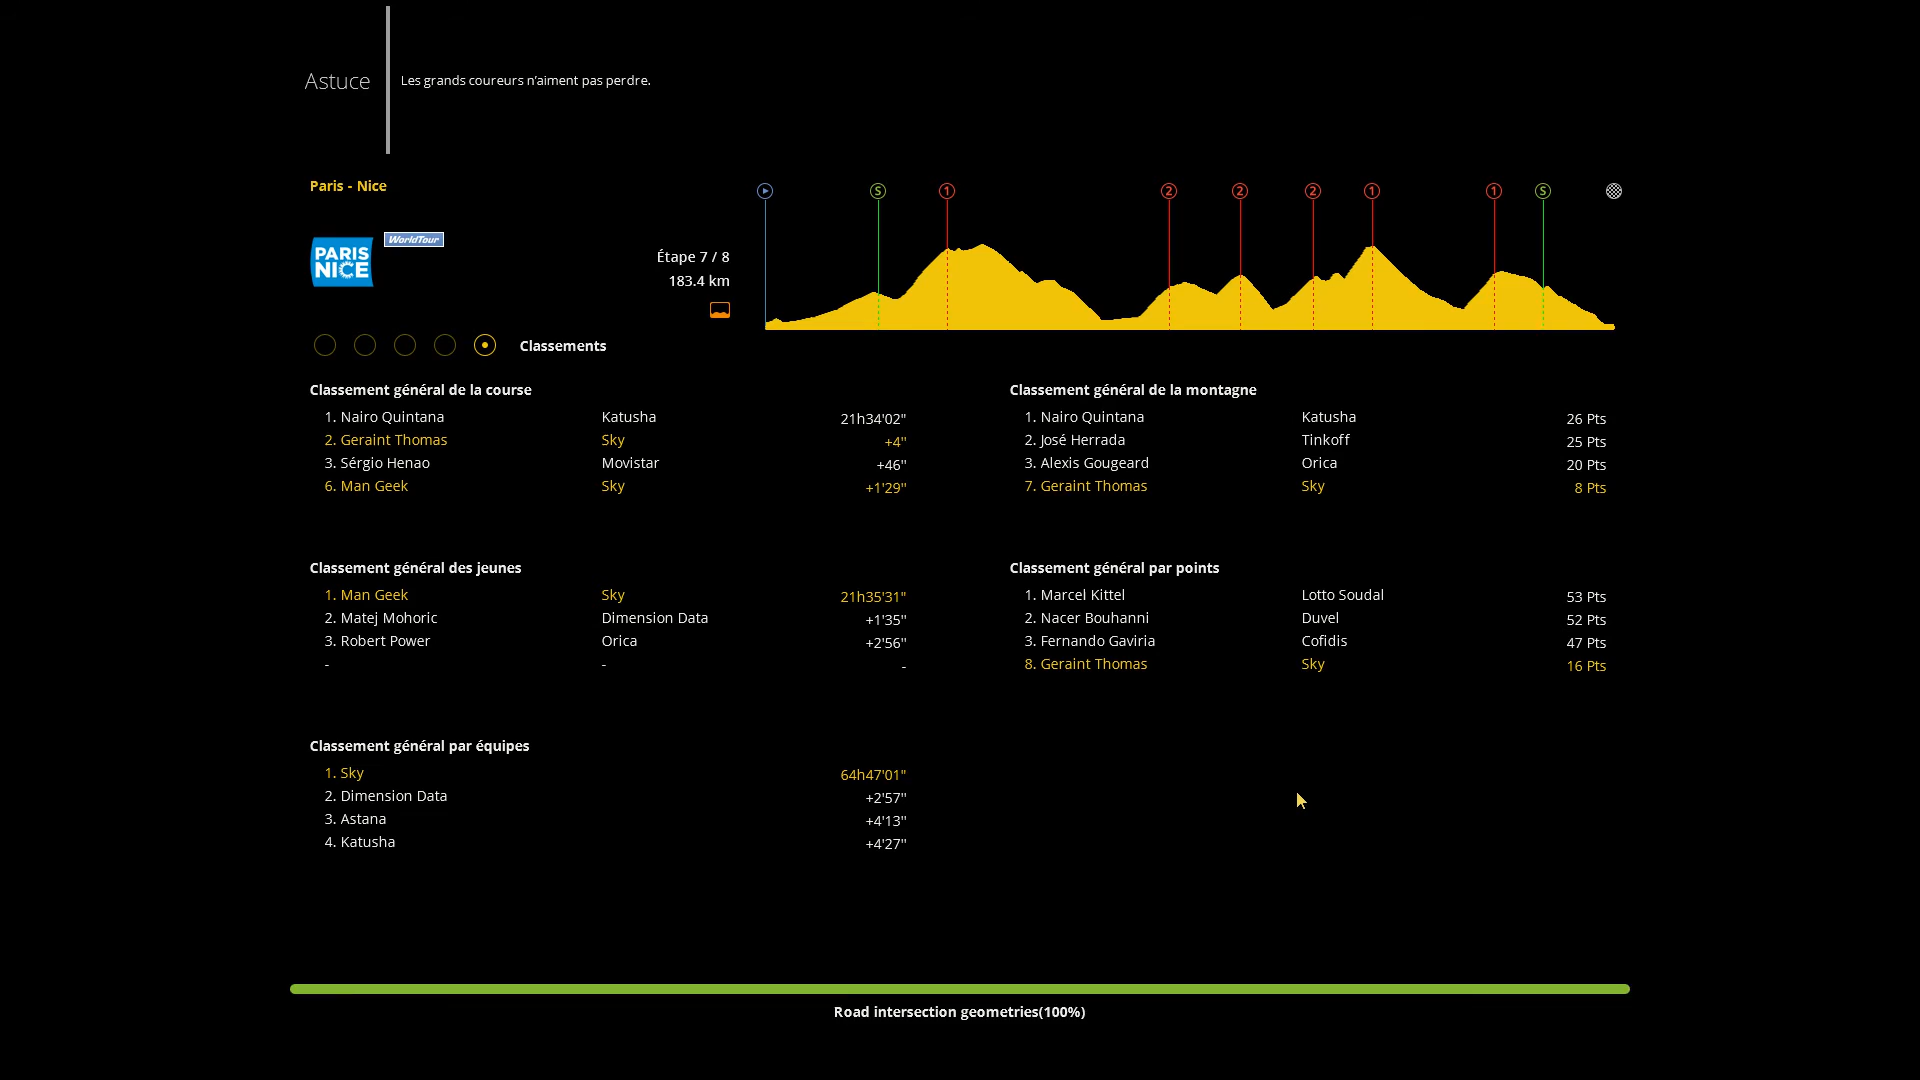 Astuce
Les grands coureurs n'aiment pas perdre.
Paris - Nice
S 1 2 2 2 1 1 S
WorldTour
PARIS
NICE
Étape 7 / 8
183.4 km
Classements
Classement général de la course
1. Nairo Quintana Katusha 21h34'02"
2. Geraint Thomas Sky +4"
3. Sérgio Henao Movistar +46"
6. Man Geek Sky +1'29"
Classement général de la montagne
1. Nairo Quintana Katusha 26 Pts
2. José Herrada Tinkoff 25 Pts
3. Alexis Gougeard Orica 20 Pts
7. Geraint Thomas Sky 8 Pts
Classement général des jeunes
1. Man Geek Sky 21h35'31"
2. Matej Mohoric Dimension Data +1'35"
3. Robert Power Orica +2'56"
- - -
Classement général par points
1. Marcel Kittel Lotto Soudal 53 Pts
2. Nacer Bouhanni Duvel 52 Pts
3. Fernando Gaviria Cofidis 47 Pts
8. Geraint Thomas Sky 16 Pts
Classement général par équipes
1. Sky 64h47'01"
2. Dimension Data +2'57"
3. Astana +4'13"
4. Katusha +4'27"
Road intersection geometries(100%)